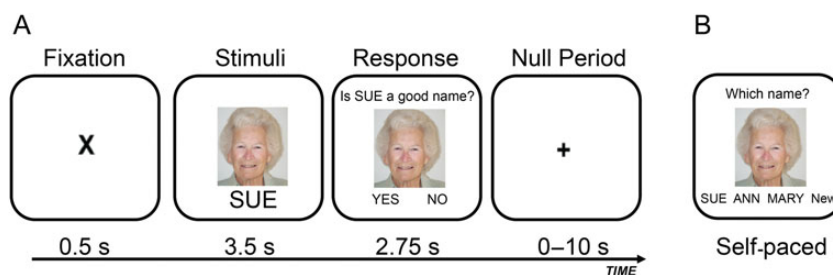 A
Fixation
X
0.5 s
Stimuli
SUE
3.5 s
Response
Is SUE a good name?
YES NO
2.75 s
Null Period
+
0–10 s
TIME
B
Which name?
SUE ANN MARY New
Self-paced